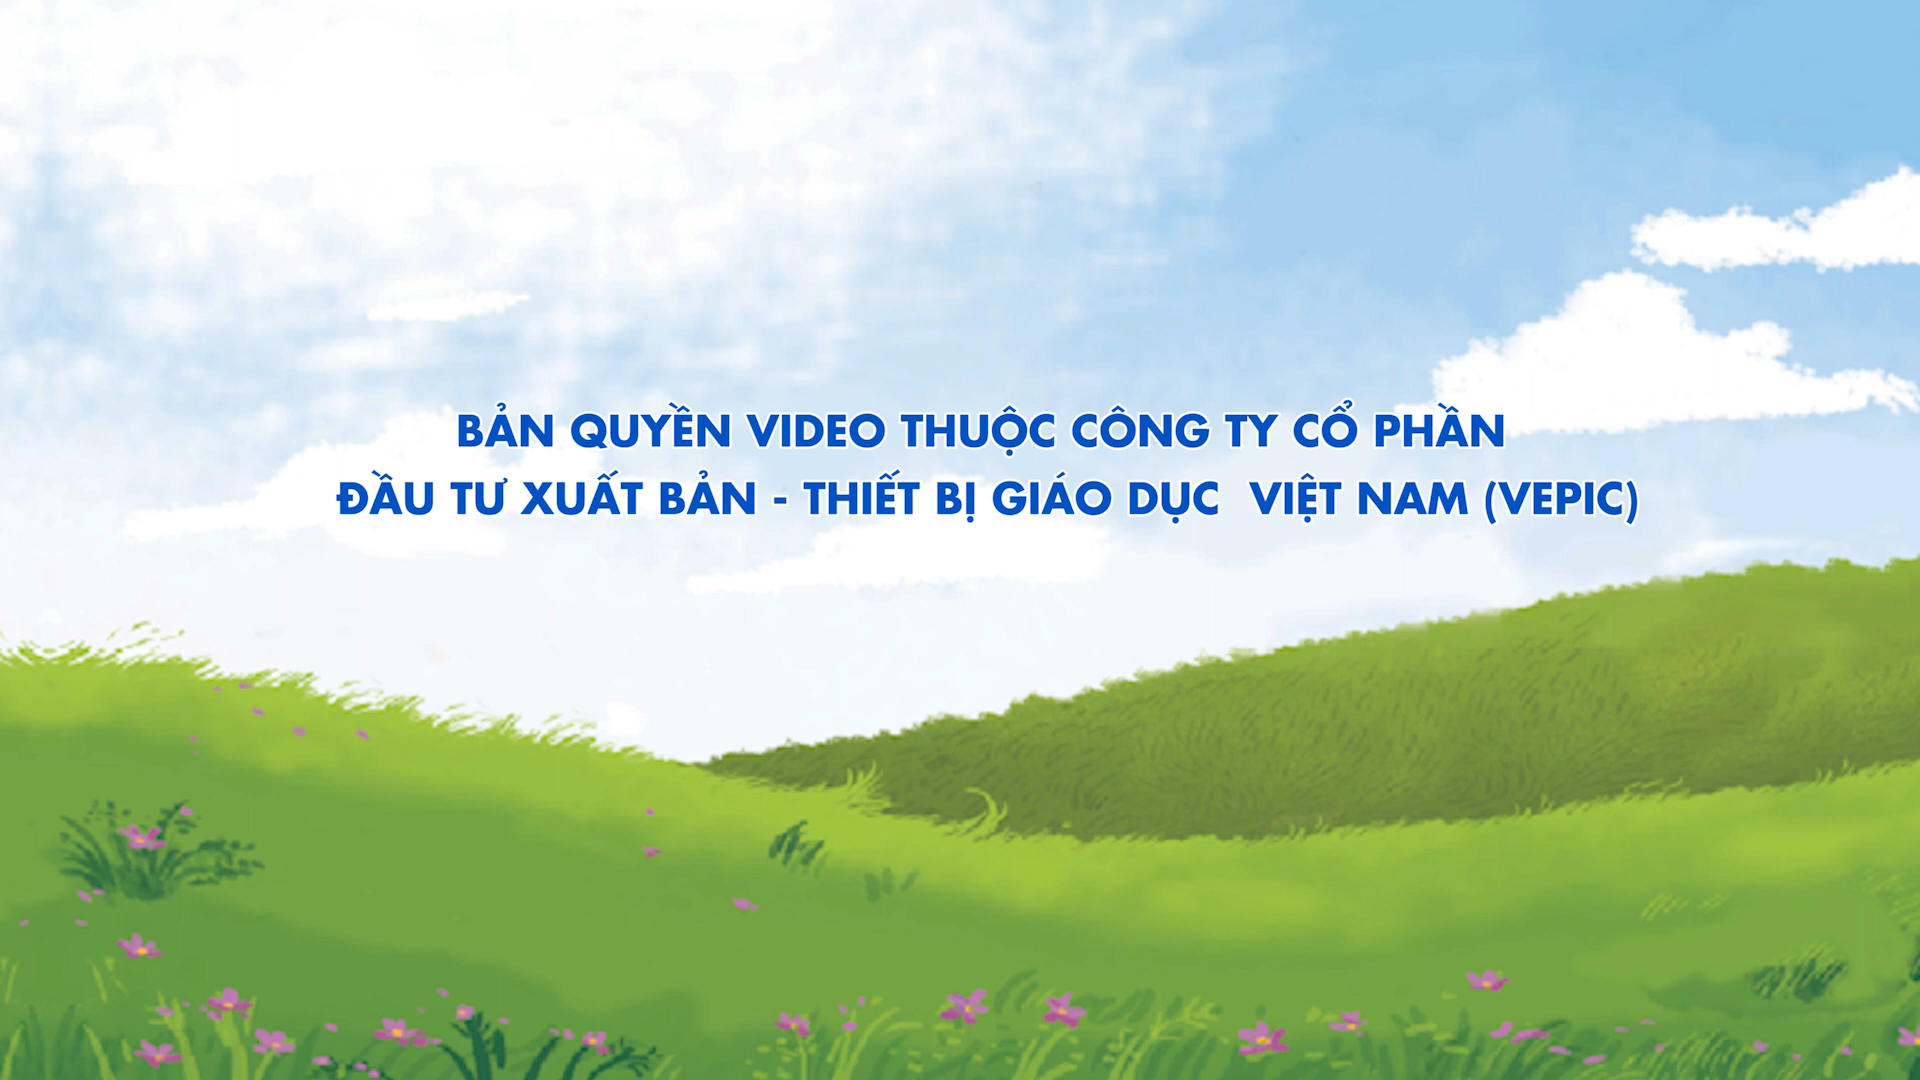 BẢN QUYỀN VIDEO THUỘC CÔNG TY CỔ PHẦN
ĐẦU TƯ XUẤT BẢN - THIẾT BỊ GIÁO DỤC  VIỆT NAM (VEPIC)